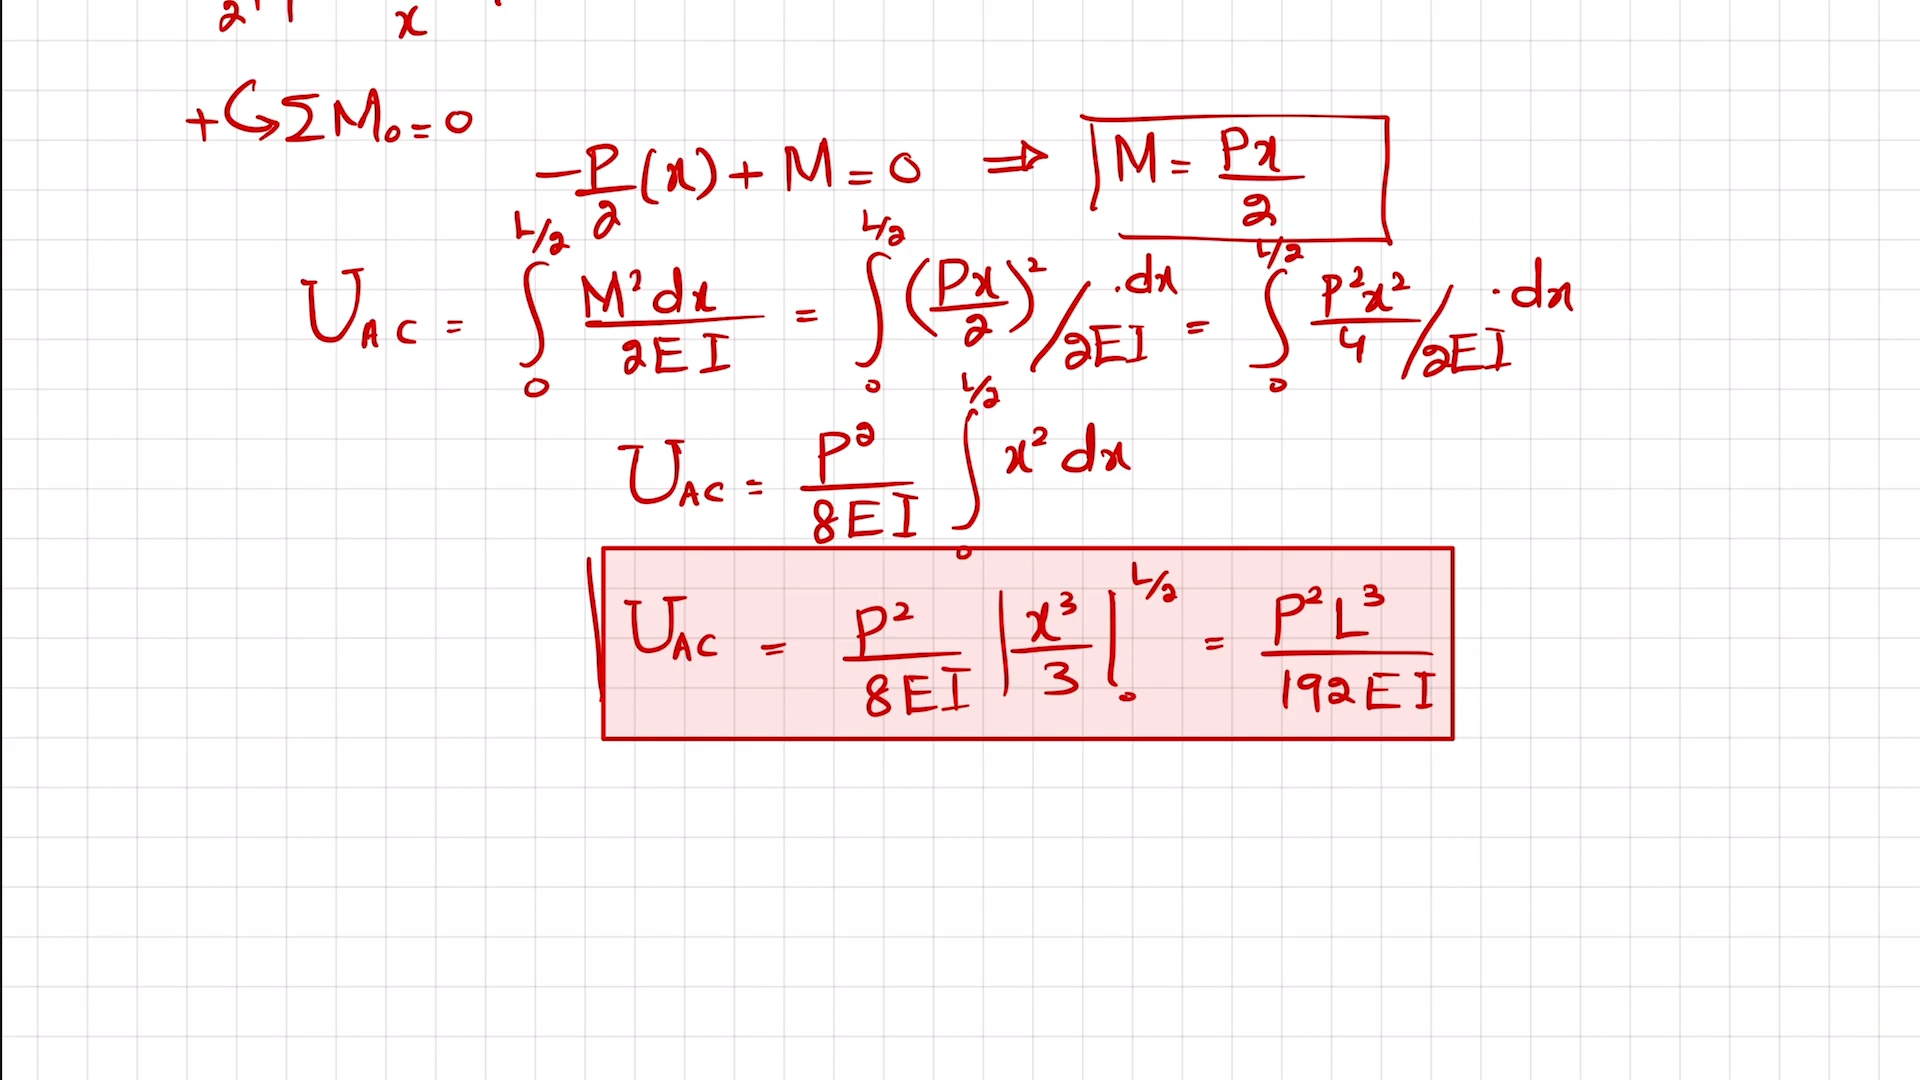 2 x
+↪ΣM₀=0
-P/2(x)+M=0 ⇒ M=Px/2
U_AC = ∫₀^{L/2} M²dx/2EI = ∫₀^{L/2} (Px/2)²/2EI .dx = ∫₀^{L/2} P²x²/4/2EI .dx
U_AC = P²/8EI ∫₀^{L/2} x² dx
U_AC = P²/8EI |x³/3|₀^{L/2} = P²L³/192EI